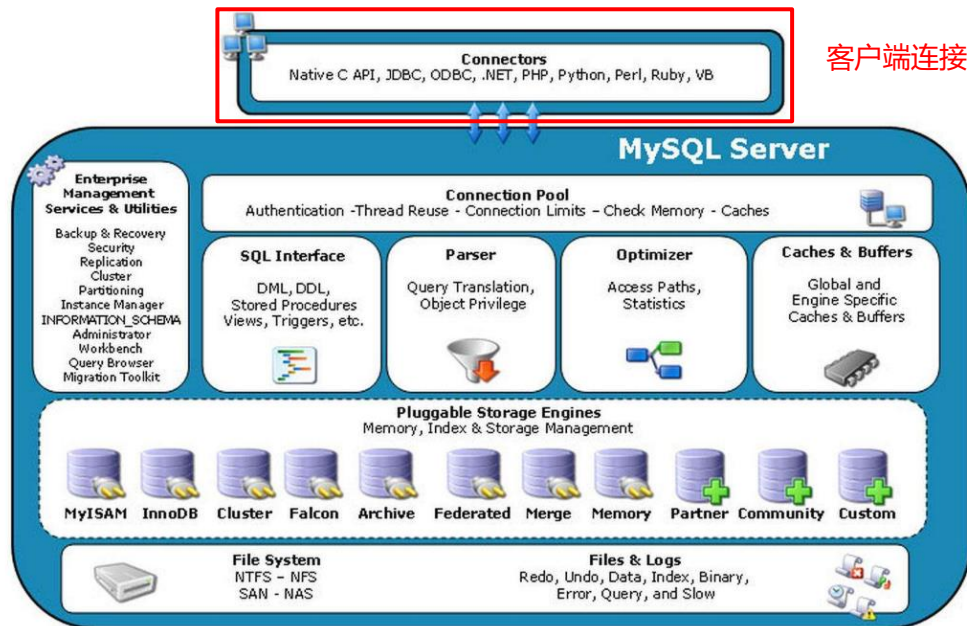 Connectors
Native C API, JDBC, ODBC, .NET, PHP, Python, Perl, Ruby, VB
客户端连接
MySQL Server
Enterprise
Management
Services & Utilities
Backup & Recovery
Security
Replication
Cluster
Partitioning
Instance Manager
INFORMATION_SCHEMA
Administrator
Workbench
Query Browser
Migration Toolkit
Connection Pool
Authentication -Thread Reuse - Connection Limits – Check Memory - Caches
SQL Interface
DML, DDL,
Stored Procedures
Views, Triggers, etc.
Parser
Query Translation,
Object Privilege
Optimizer
Access Paths,
Statistics
Caches & Buffers
Global and
Engine Specific
Caches & Buffers
Pluggable Storage Engines
Memory, Index & Storage Management
MyISAM InnoDB Cluster Falcon Archive Federated Merge Memory Partner Community Custom
File System
NTFS – NFS
SAN - NAS
Files & Logs
Redo, Undo, Data, Index, Binary,
Error, Query, and Slow